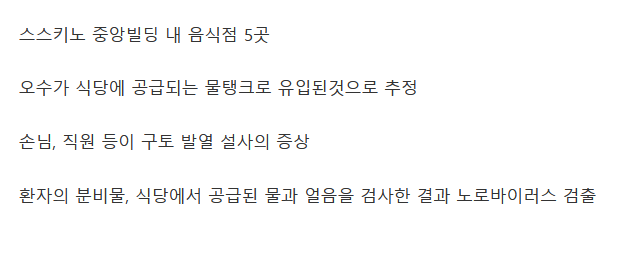 스스키노 중앙빌딩 내 음식점 5곳
오수가 식당에 공급되는 물탱크로 유입된것으로 추정
손님, 직원 등이 구토 발열 설사의 증상
환자의 분비물, 식당에서 공급된 물과 얼음을 검사한 결과 노로바이러스 검출